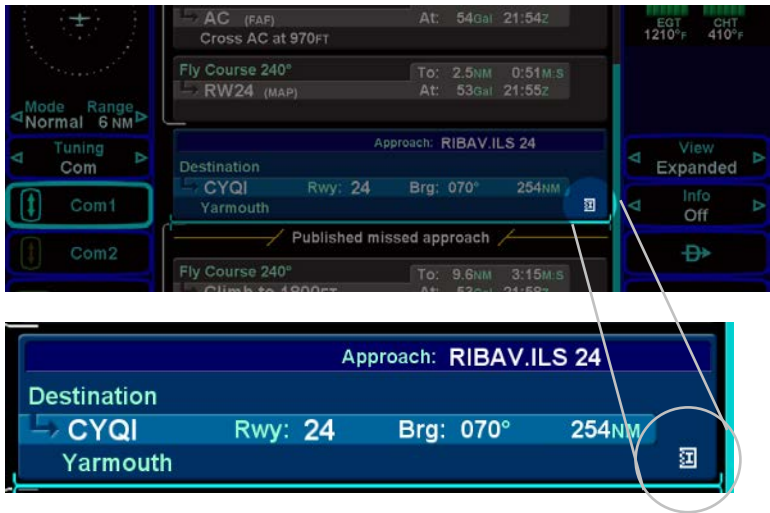 AC (FAF) At: 54Gal 21:54Z
Cross AC at 970FT
EGT CHT
1210°F 410°F
Fly Course 240° To: 2.5NM 0:51M:S
RW24 (MAP) At: 53Gal 21:55Z
Mode Range
Normal 6 NM
Tuning
Com
Approach: RIBAV.ILS 24
Destination
CYQI Rwy: 24 Brg: 070° 254NM
Yarmouth
View
Expanded
Com1
Info
Off
Com2
Published missed approach
D
Fly Course 240° To: 9.6NM 3:15M:S
Climb to 1800FT At: 53Gal 21:58Z
Approach: RIBAV.ILS 24
Destination
CYQI Rwy: 24 Brg: 070° 254NM
Yarmouth
I